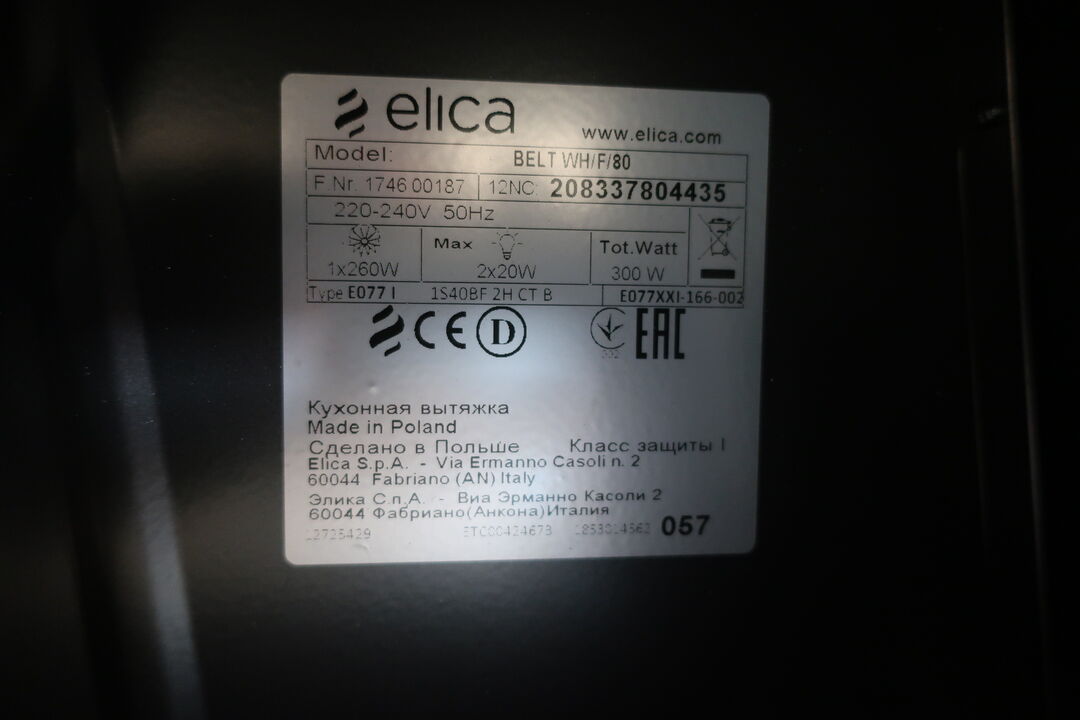 elica
www.elica.com
Model: BELT WH/F/80
F.Nr. 1746 00187 12NC: 208337804435
220-240V 50Hz
Max Tot.Watt
1x260W 2x20W 300 W
Type E077 I 1S40BF 2H CT B E077XXI-166-002
CE D EAC
Кухонная вытяжка
Made in Poland
Сделано в Польше Класс защиты I
Elica S.p.A. - Via Ermanno Casoli n. 2
60044 Fabriano (AN) Italy
Элика С.п.А. - Виа Эрманно Касоли 2
60044 Фабриано(Анкона)Италия
057